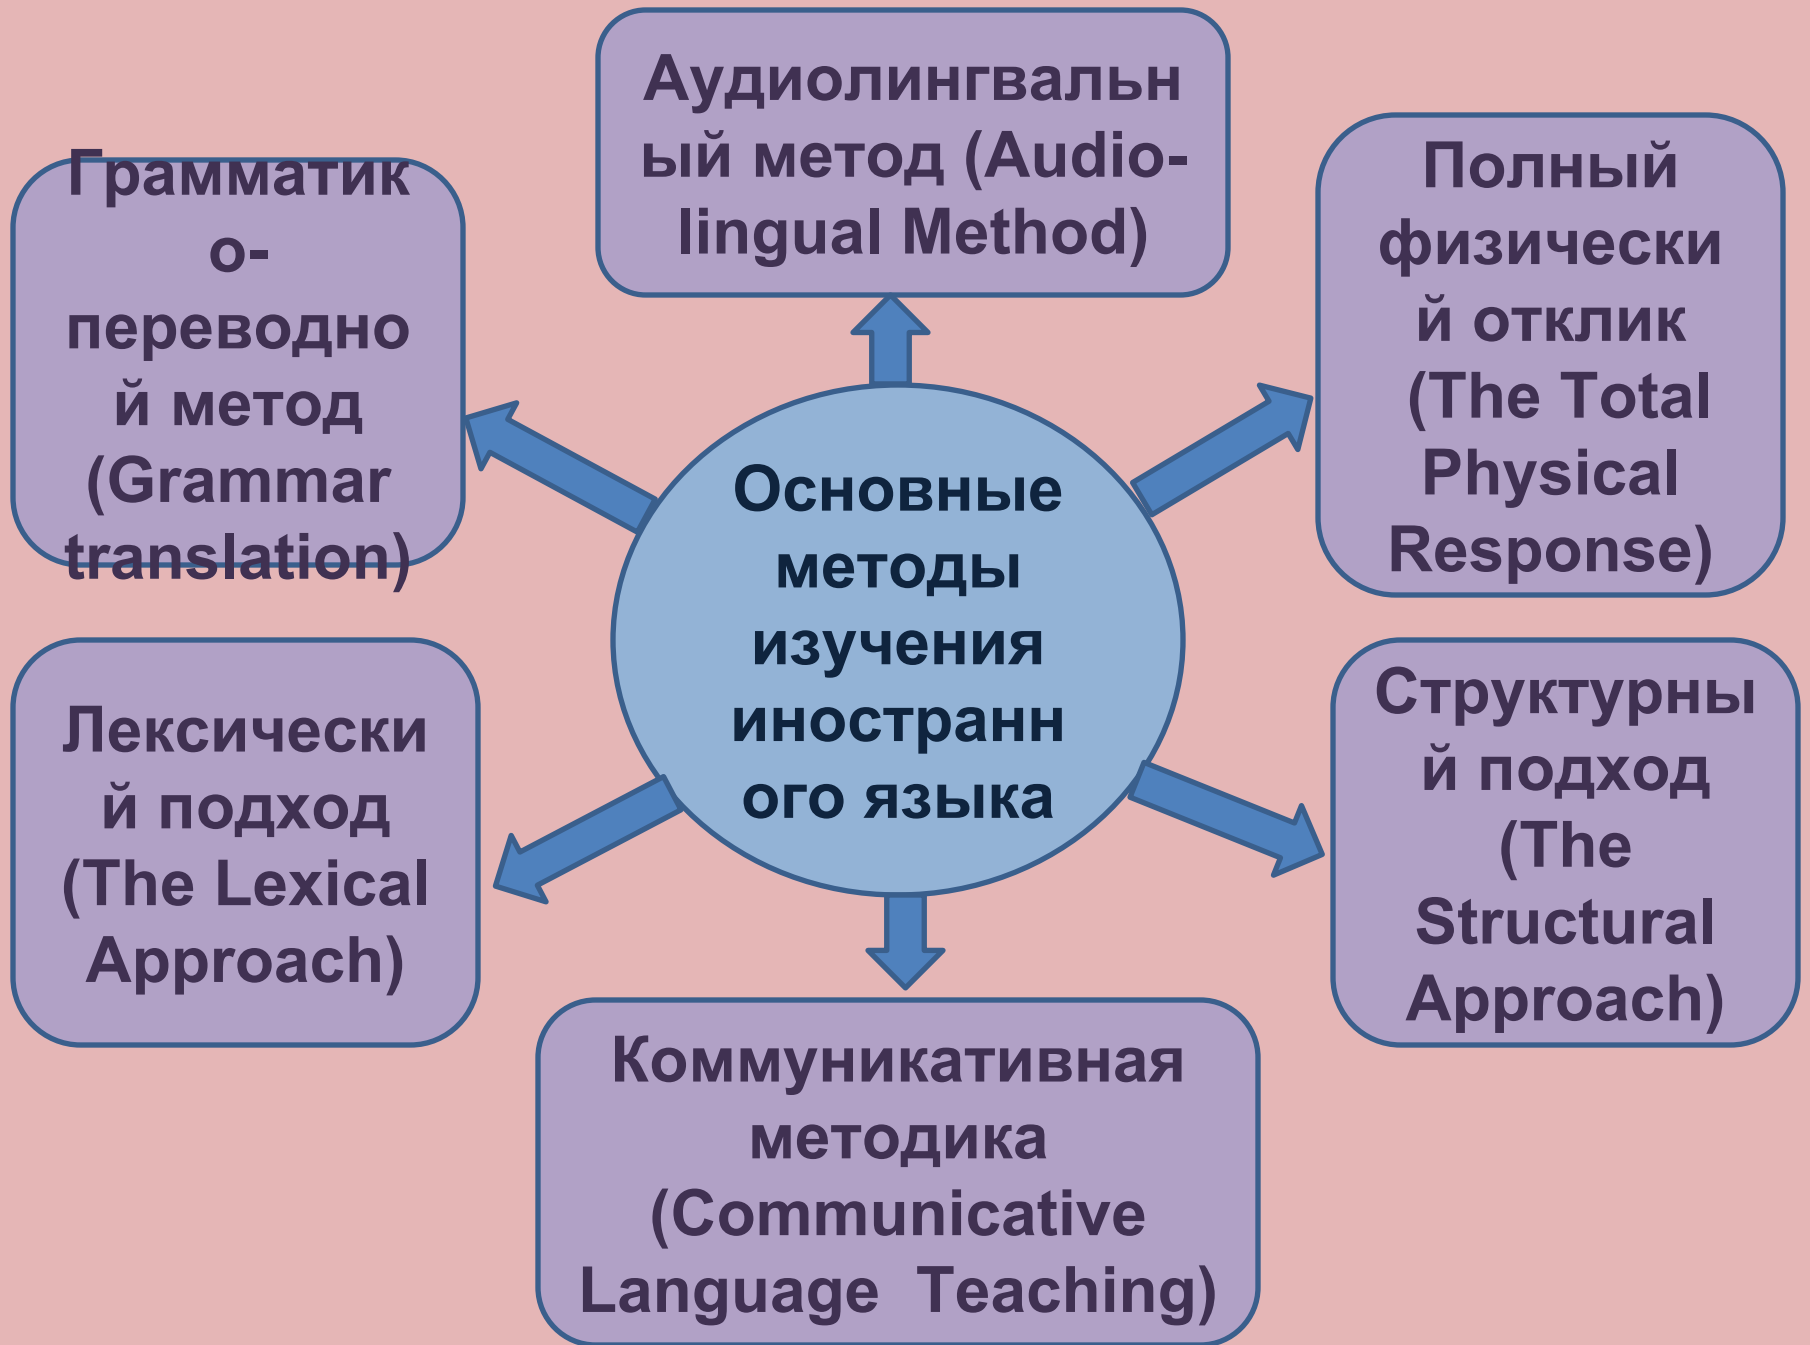 Аудиолингвальн
ый метод (Audio-
lingual Method)
Грамматик
о-
переводно
й метод
(Grammar
translation)
Полный
физически
й отклик
(The Total
Physical
Response)
Основные
методы
изучения
иностранн
ого языка
Лексически
й подход
(The Lexical
Approach)
Структурны
й подход
(The
Structural
Approach)
Коммуникативная
методика
(Communicative
Language  Teaching)